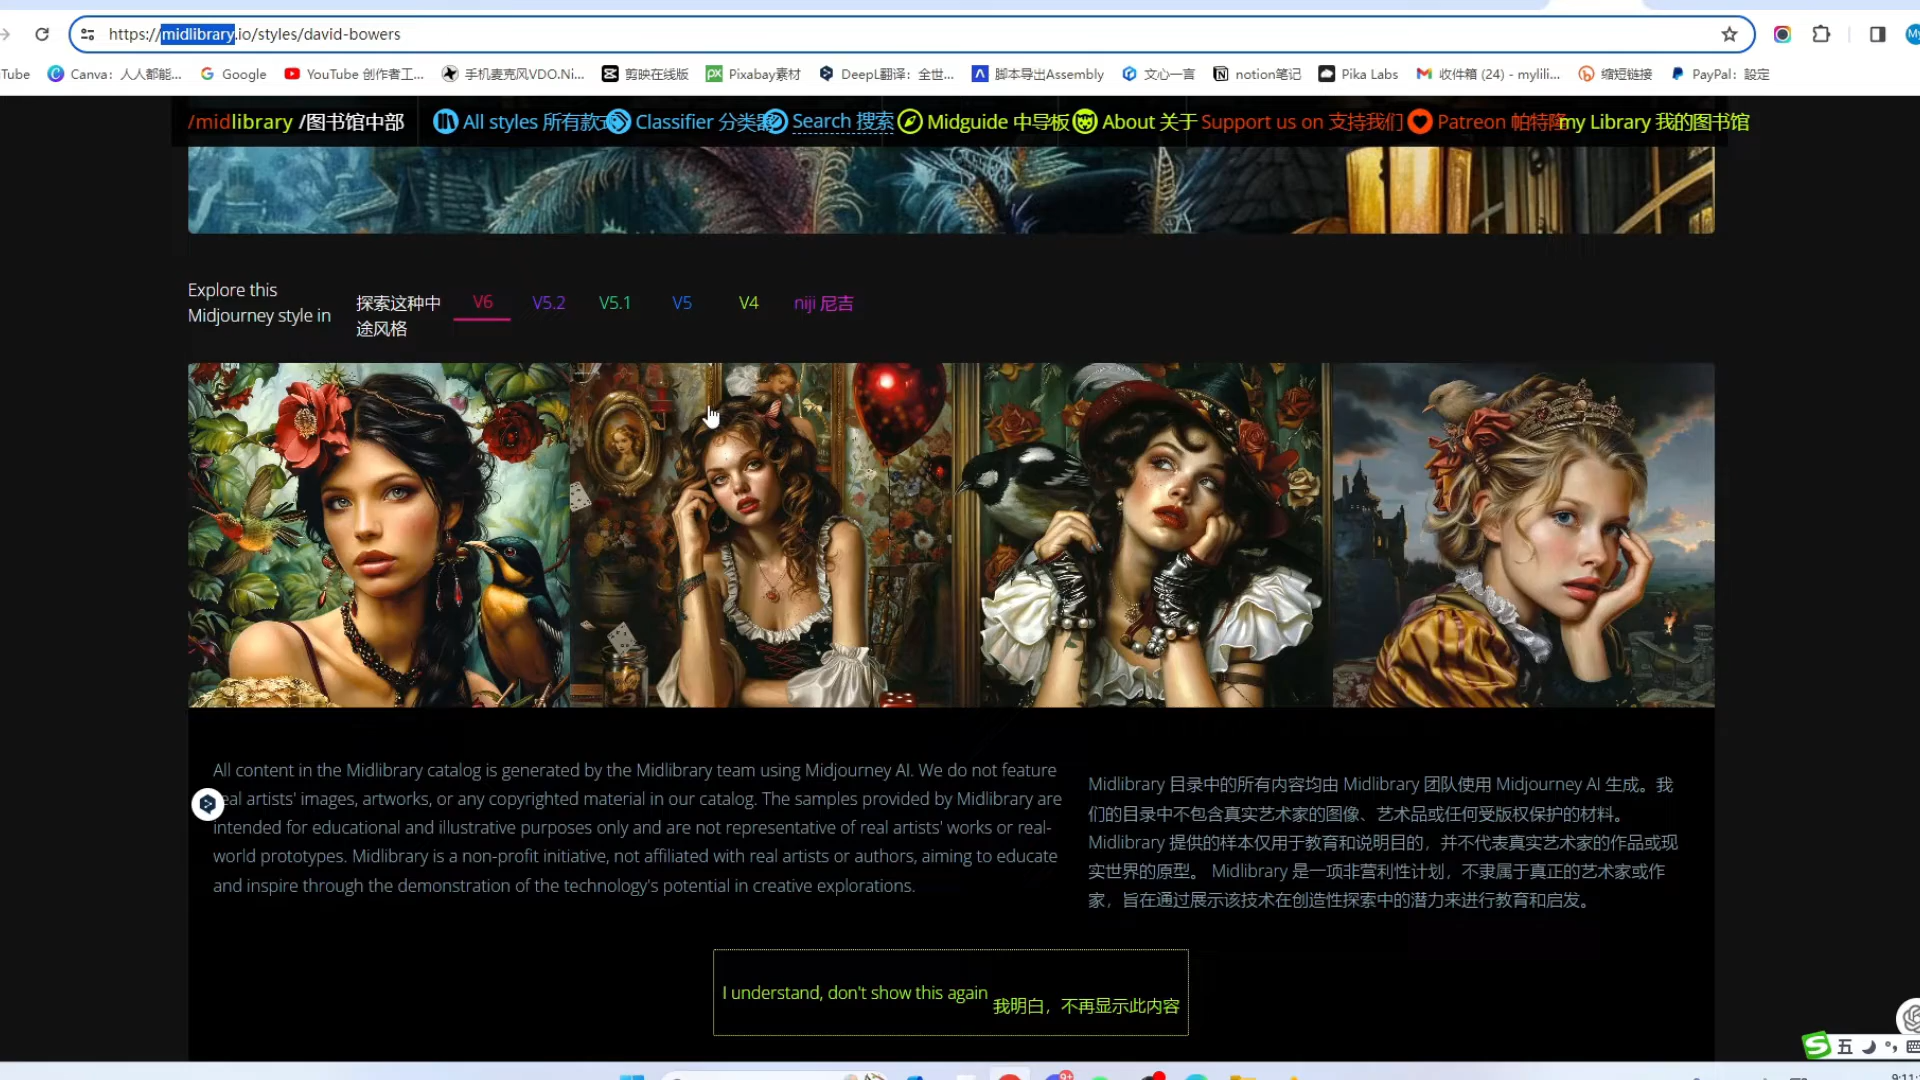 https://midlibrary.io/styles/david-bowers
Tube
Canva：人人都能...
Google
YouTube 创作者工...
手机麦克风VDO.Ni...
剪映在线版
Pixabay素材
DeepL翻译：全世...
脚本导出Assembly
文心一言
notion笔记
Pika Labs
收件箱 (24) - mylili...
缩短链接
PayPal：設定
/midlibrary /图书馆中部
All styles 所有款式
Classifier 分类器
Search 搜索
Midguide 中导板
About 关于
Support us on 支持我们
Patreon 帕特隆
my Library 我的图书馆
Explore this
Midjourney style in
探索这种中
途风格
V6
V5.2
V5.1
V5
V4
niji 尼吉
All content in the Midlibrary catalog is generated by the Midlibrary team using Midjourney AI. We do not feature
real artists' images, artworks, or any copyrighted material in our catalog. The samples provided by Midlibrary are
intended for educational and illustrative purposes only and are not representative of real artists' works or real-
world prototypes. Midlibrary is a non-profit initiative, not affiliated with real artists or authors, aiming to educate
and inspire through the demonstration of the technology's potential in creative explorations.
Midlibrary 目录中的所有内容均由 Midlibrary 团队使用 Midjourney AI 生成。我
们的目录中不包含真实艺术家的图像、艺术品或任何受版权保护的材料。
Midlibrary 提供的样本仅用于教育和说明目的，并不代表真实艺术家的作品或现
实世界的原型。 Midlibrary 是一项非营利性计划，不隶属于真正的艺术家或作
家，旨在通过展示该技术在创造性探索中的潜力来进行教育和启发。
I understand, don't show this again
我明白，不再显示此内容
五